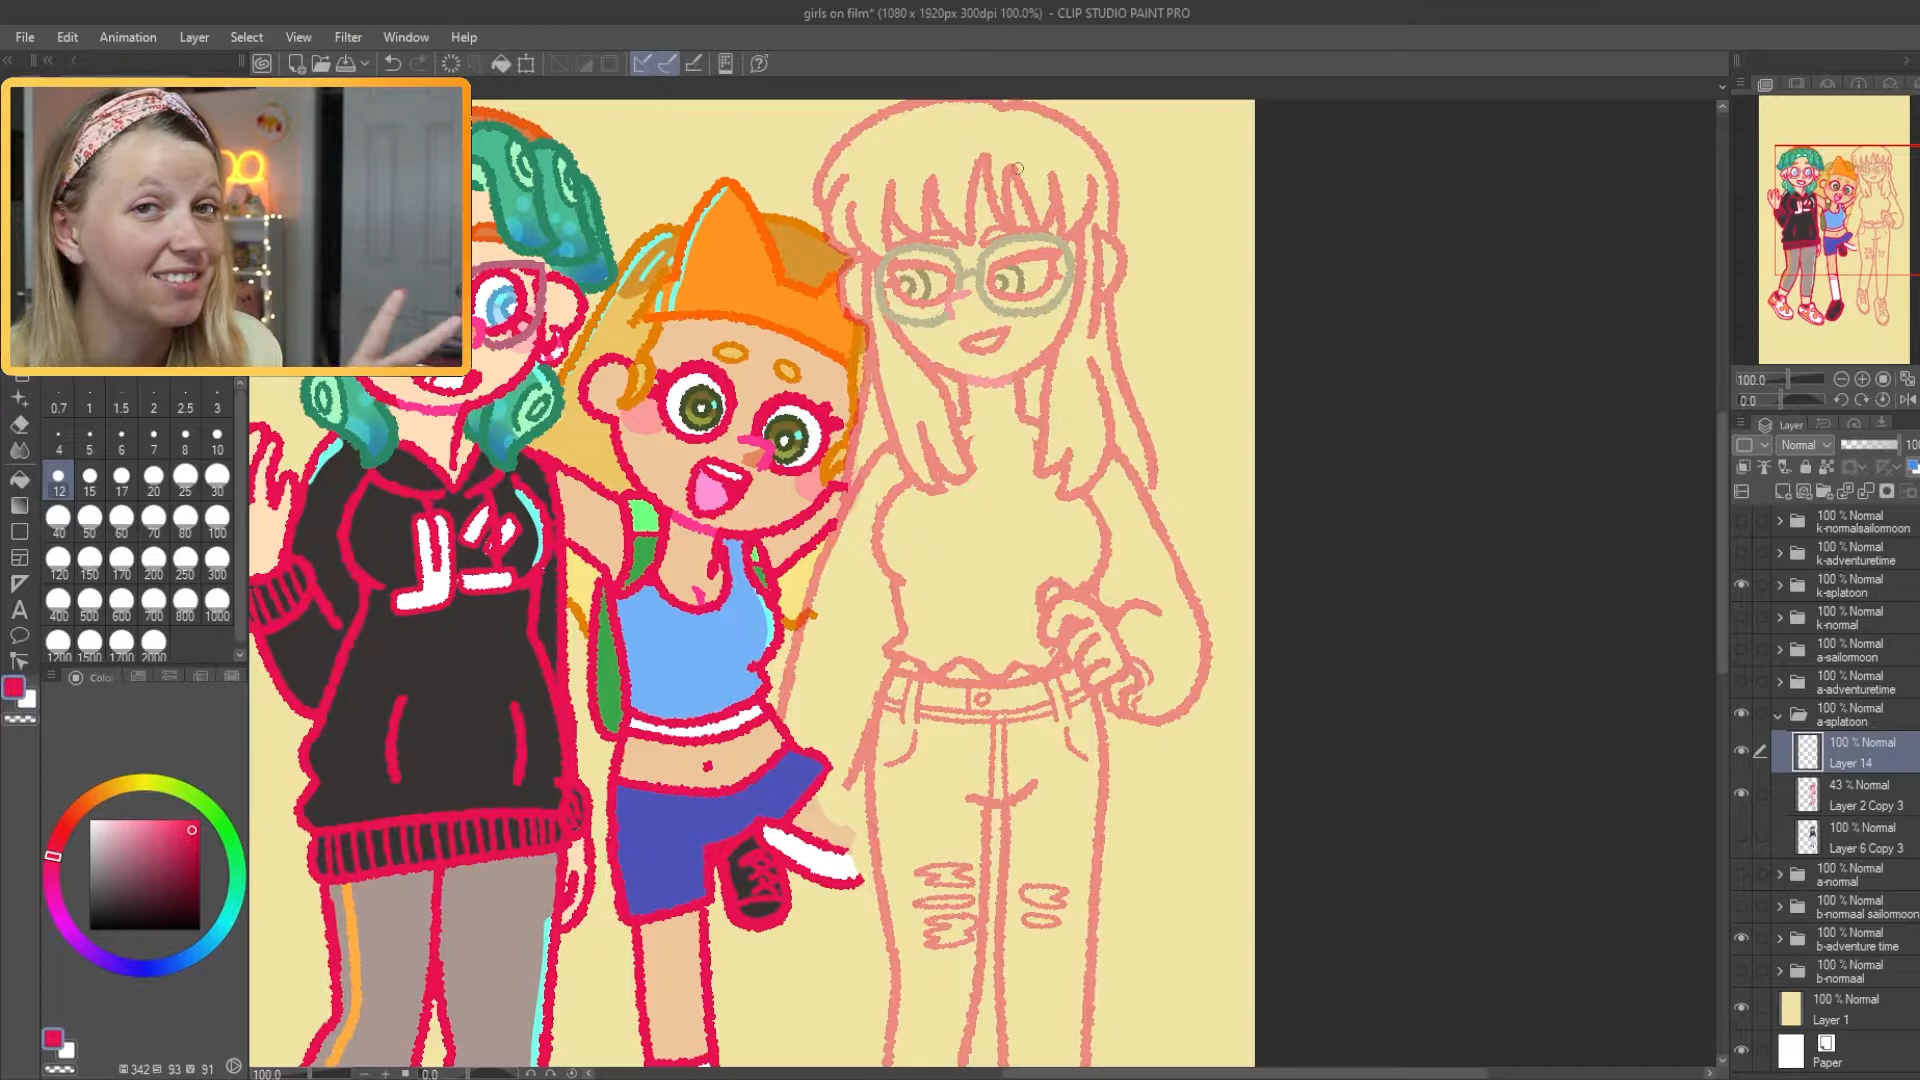 girls on film* (1080 x 1920px 300dpi 100.0%) - CLIP STUDIO PAINT PRO
File Edit Animation Layer Select View Filter Window Help
0.7 1 1.5 2 2.5 3
4 5 6 7 8 10
12 15 17 20 25 30
40 50 60 70 80 100
120 150 170 200 250 300
400 500 600 700 800 1000
1200 1500 1700 2000
Colo
342 93 91
100.0 0.0
100.0
0.0
Layer
Normal 100
100 % Normal
k-normalsailormoon
100 % Normal
k-adventuretime
100 % Normal
k-splatoon
100 % Normal
k-normal
100 % Normal
a-sailomoon
100 % Normal
a-adventuretime
100 % Normal
a-splatoon
100 % Normal
Layer 14
43 % Normal
Layer 2 Copy 3
100 % Normal
Layer 6 Copy 3
100 % Normal
a-normal
100 % Normal
b-normaal sailomoon
100 % Normal
b-adventure time
100 % Normal
b-normaal
100 % Normal
Layer 1
Paper